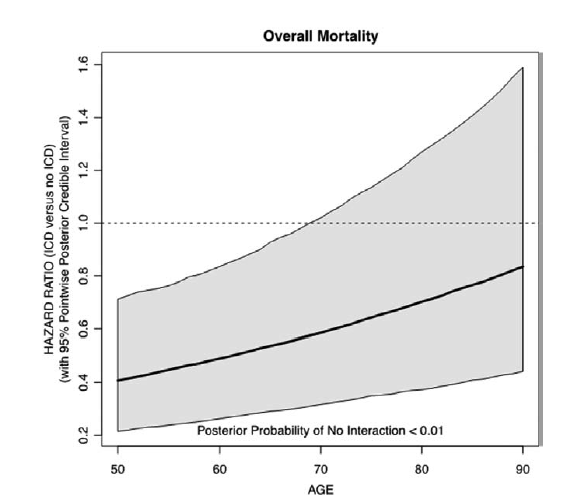 Overall Mortality
HAZARD RATIO (ICD versus no ICD)
(with 95% Pointwise Posterior Credible Interval)
1.6
1.4
1.2
1.0
0.8
0.6
0.4
0.2
Posterior Probability of No Interaction < 0.01
50 60 70 80 90
AGE